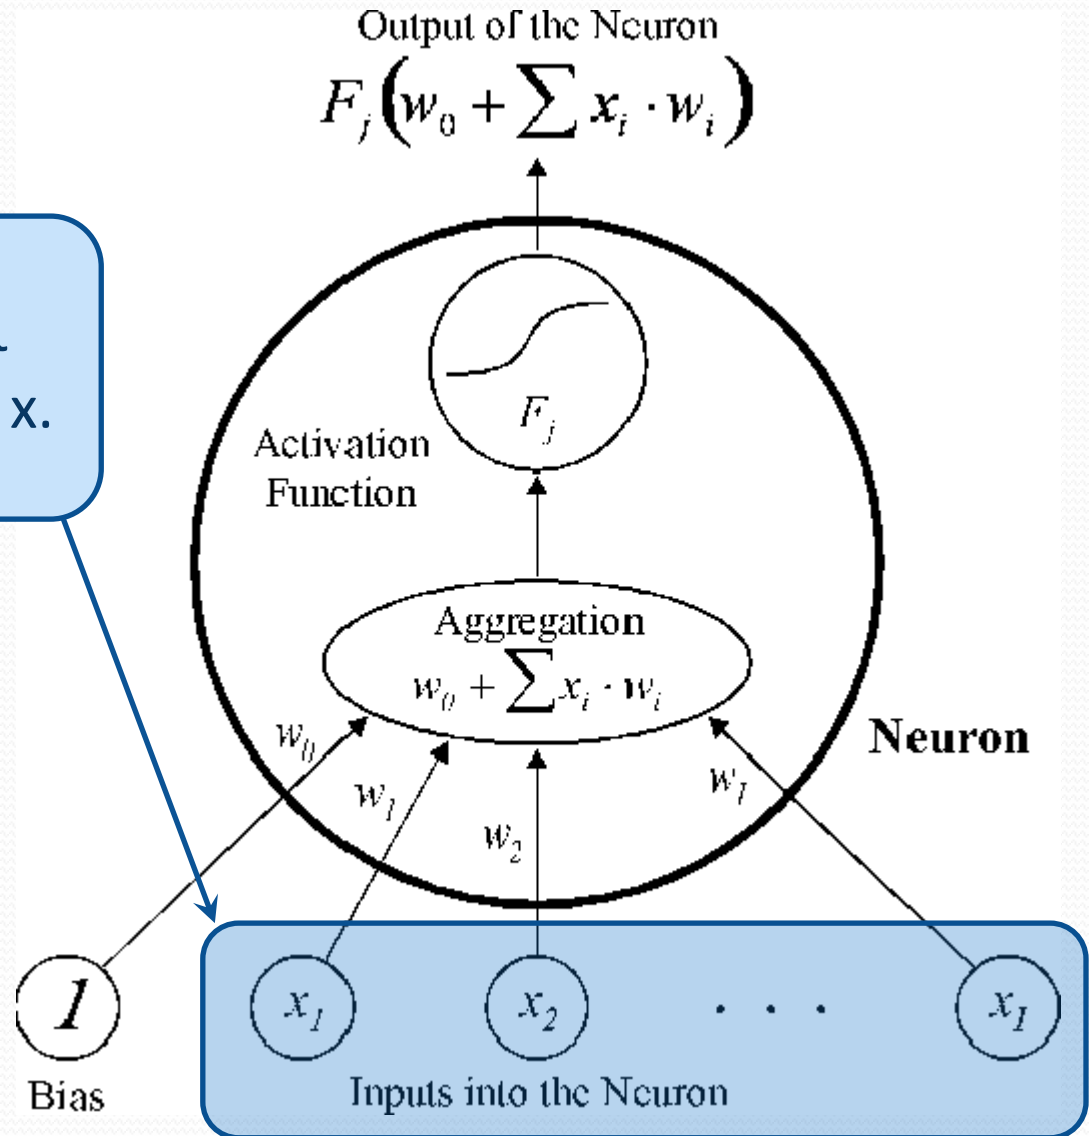 Output of the Neuron
F_j(w_0 + ∑ x_i · w_i)
x.
F_j
Activation
Function
Aggregation
w_0 + ∑ x_i · w_i
Neuron
w_0
w_1
w_2
w_I
1
x_1
x_2
. . .
x_I
Bias
Inputs into the Neuron